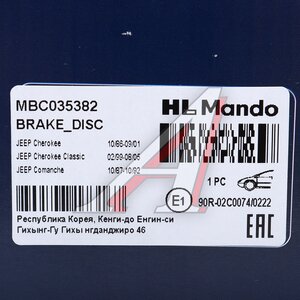 MBC035382
BRAKE_DISC
HL Mando
JEEP Cherokee 10/86-09/01
JEEP Cherokee Classic 02/99-08/05
JEEP Comanche 10/87-10/92
1 PC
E1
90R-02C0074/0222
Республика Корея, Кенги-до Енгин-си
Гихынг-Гу Гихы нгданджиро 46
EAC